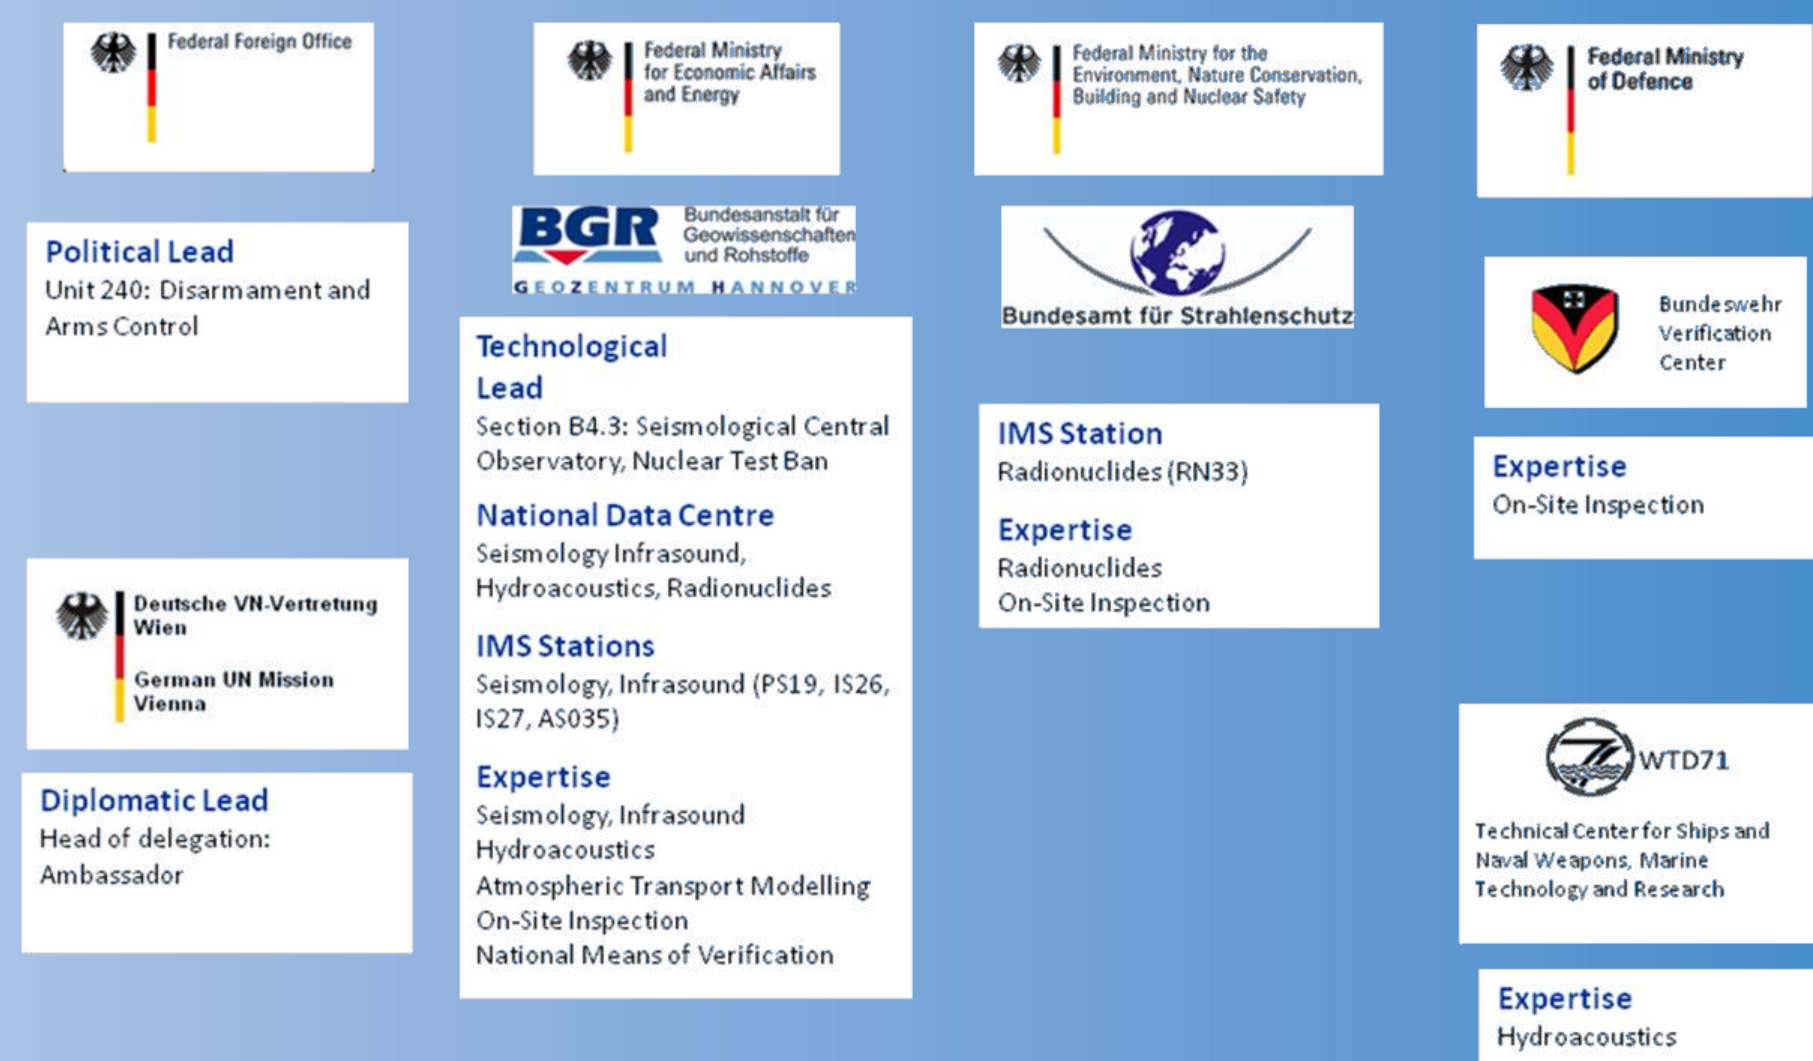 Federal Foreign Office
Political Lead
Unit 240: Disarmament and
Arms Control
Deutsche VN-Vertretung
Wien
German UN Mission
Vienna
Diplomatic Lead
Head of delegation:
Ambassador
Federal Ministry
for Economic Affairs
and Energy
BGR
Bundesanstalt für
Geowissenschaften
und Rohstoffe
GEOZENTRUM HANNOVER
Technological
Lead
Section B4.3: Seismological Central
Observatory, Nuclear Test Ban
National Data Centre
Seismology Infrasound,
Hydroacoustics, Radionuclides
IMS Stations
Seismology, Infrasound (PS19, IS26,
IS27, AS035)
Expertise
Seismology, Infrasound
Hydroacoustics
Atmospheric Transport Modelling
On-Site Inspection
National Means of Verification
Federal Ministry for the
Environment, Nature Conservation,
Building and Nuclear Safety
Bundesamt für Strahlenschutz
IMS Station
Radionuclides (RN33)
Expertise
Radionuclides
On-Site Inspection
Federal Ministry
of Defence
Bundeswehr
Verification
Center
Expertise
On-Site Inspection
WTD71
Technical Center for Ships and
Naval Weapons, Marine
Technology and Research
Expertise
Hydroacoustics